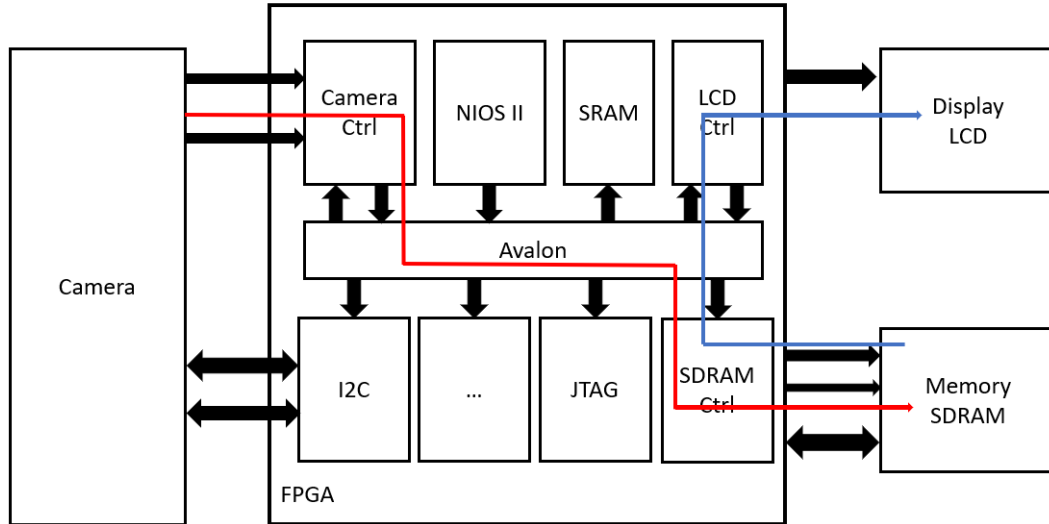 Camera
Camera
Ctrl
NIOS II
SRAM
LCD
Ctrl
Display
LCD
Avalon
I2C
...
JTAG
SDRAM
Ctrl
Memory
SDRAM
FPGA